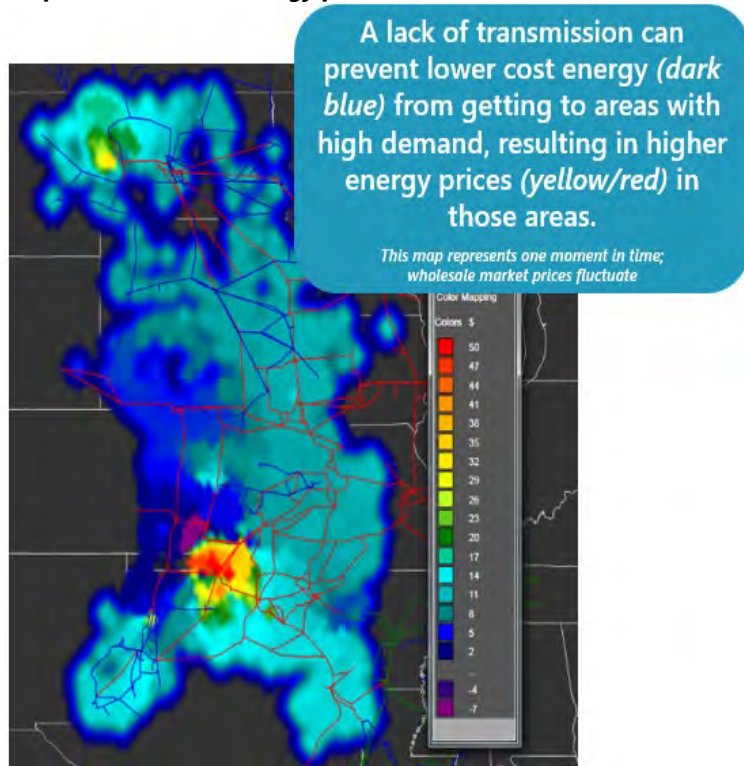 A lack of transmission can
prevent lower cost energy (dark
blue) from getting to areas with
high demand, resulting in higher
energy prices (yellow/red) in
those areas.
This map represents one moment in time;
wholesale market prices fluctuate
Color Mapping
Colors $
50
47
44
41
38
35
32
29
26
23
20
17
14
11
8
5
2
...
-4
-7